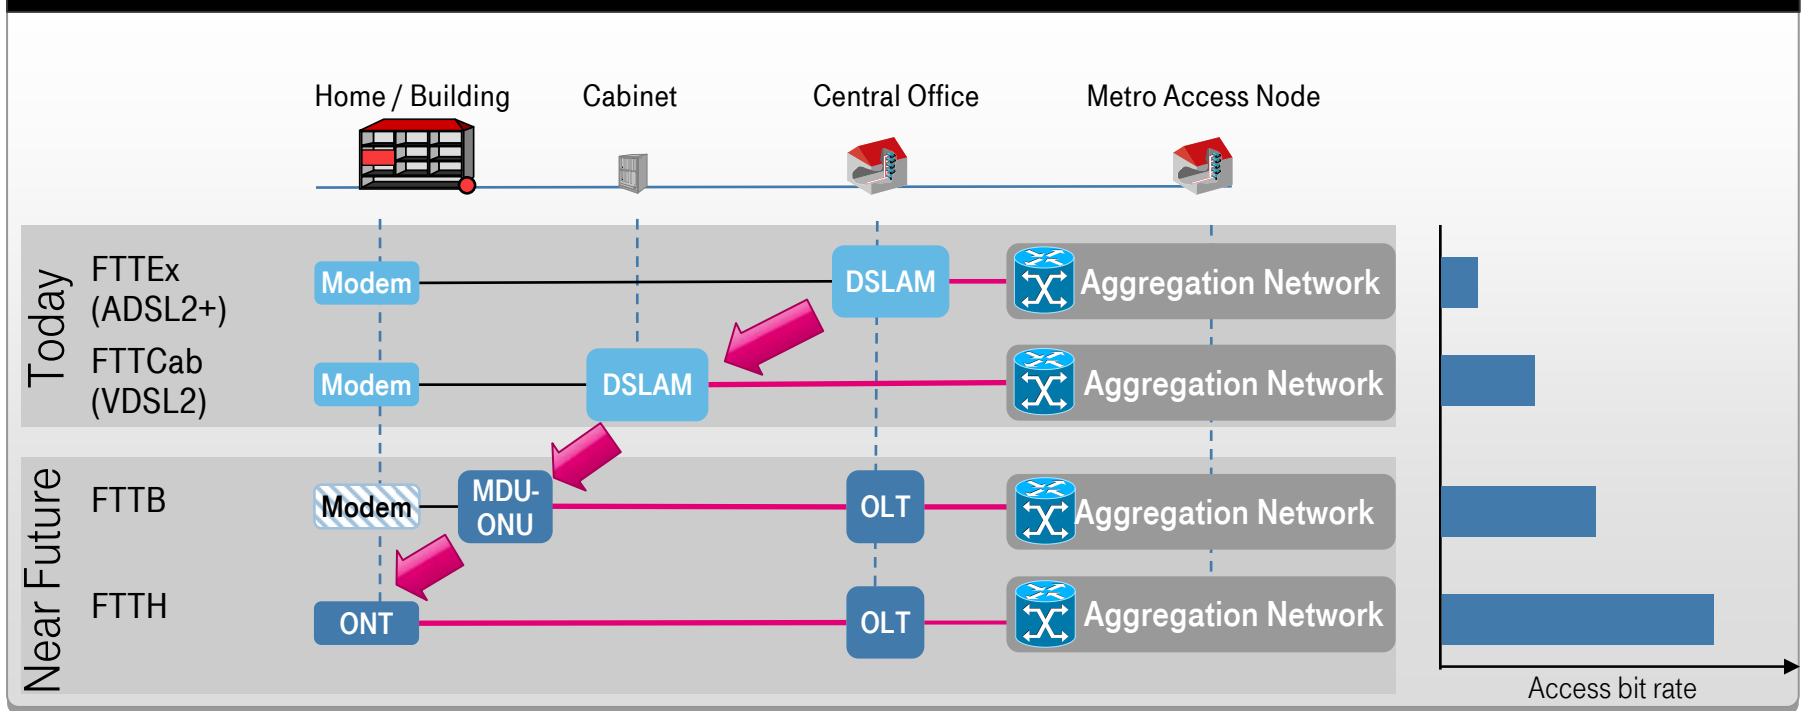 Home / Building
Cabinet
Central Office
Metro Access Node
Today
FTTEx
(ADSL2+)
Modem
DSLAM
Aggregation Network
FTTCab
(VDSL2)
Modem
DSLAM
Aggregation Network
Near Future
FTTB
Modem
MDU-
ONU
OLT
Aggregation Network
FTTH
ONT
OLT
Aggregation Network
Access bit rate